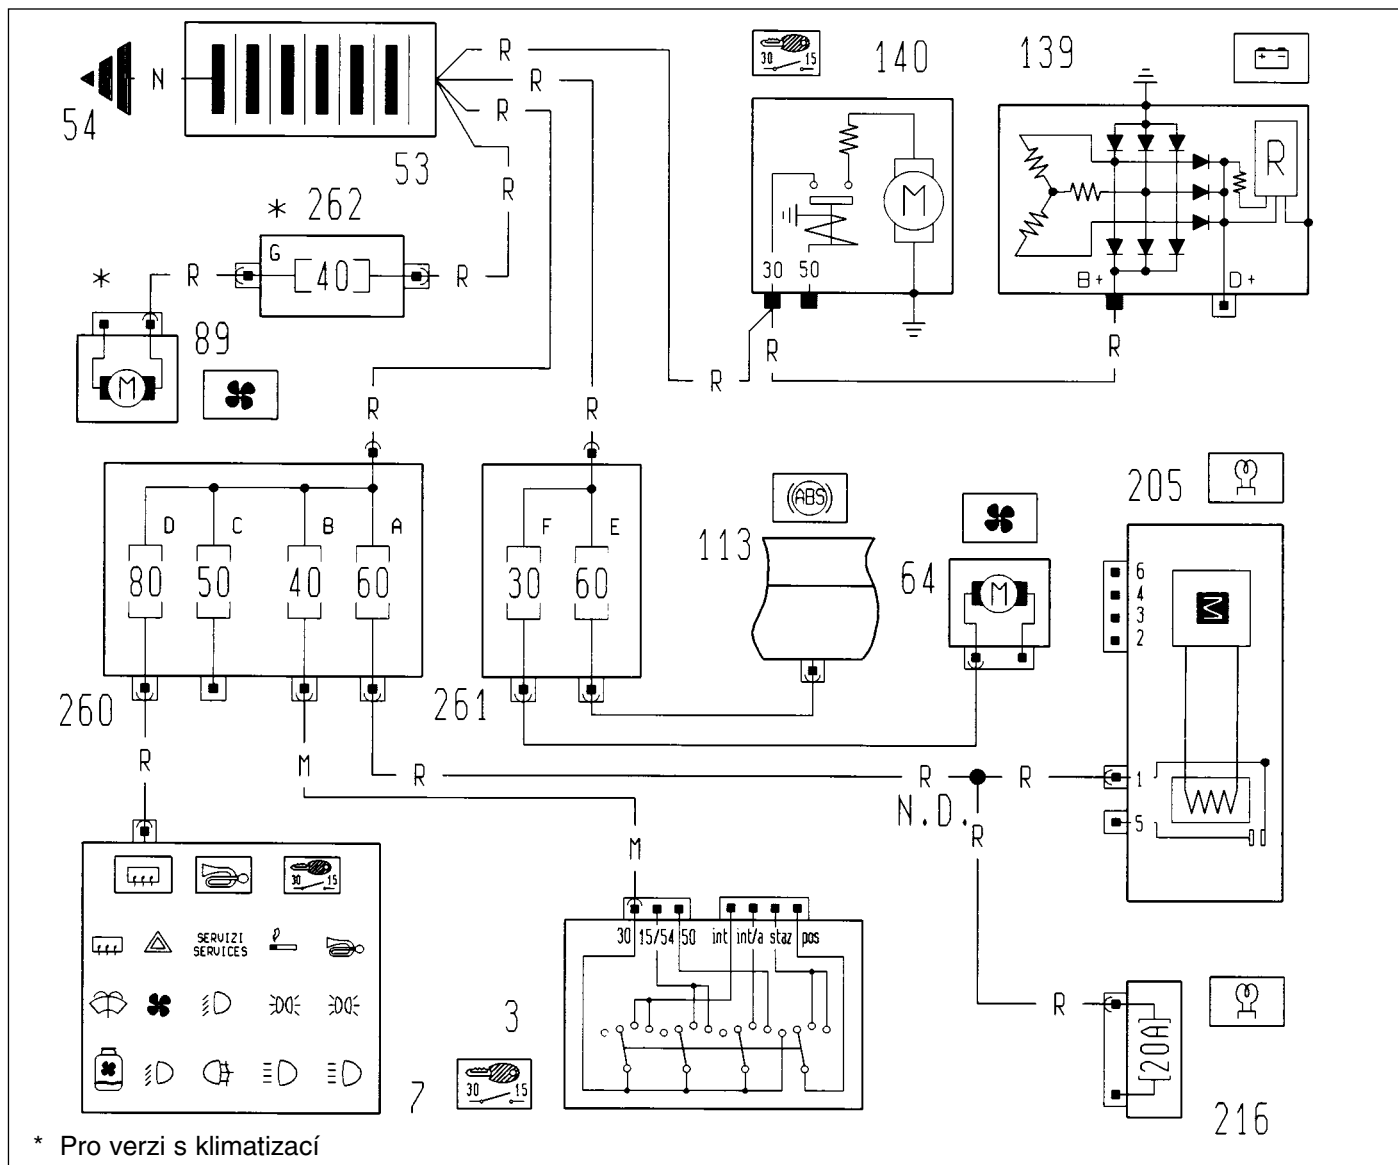 54
N
53
R
R
R
R
30 15
140
139
+ -
M
30 50
R
B+
D+
* 262
G
40
R
R
*
89
M
R
R
R
R
R
D C B A
80 50 40 60
260
F E
30 60
261
ABS
113
64
M
205
M
6
4
3
2
1
5
R
M
R
R
R
N.D.
R
M
30 15
SERVIZI
SERVICES
7
30 15/54 50 int int/a staz pos
3
30 15
R
20A
216
* Pro verzi s klimatizací